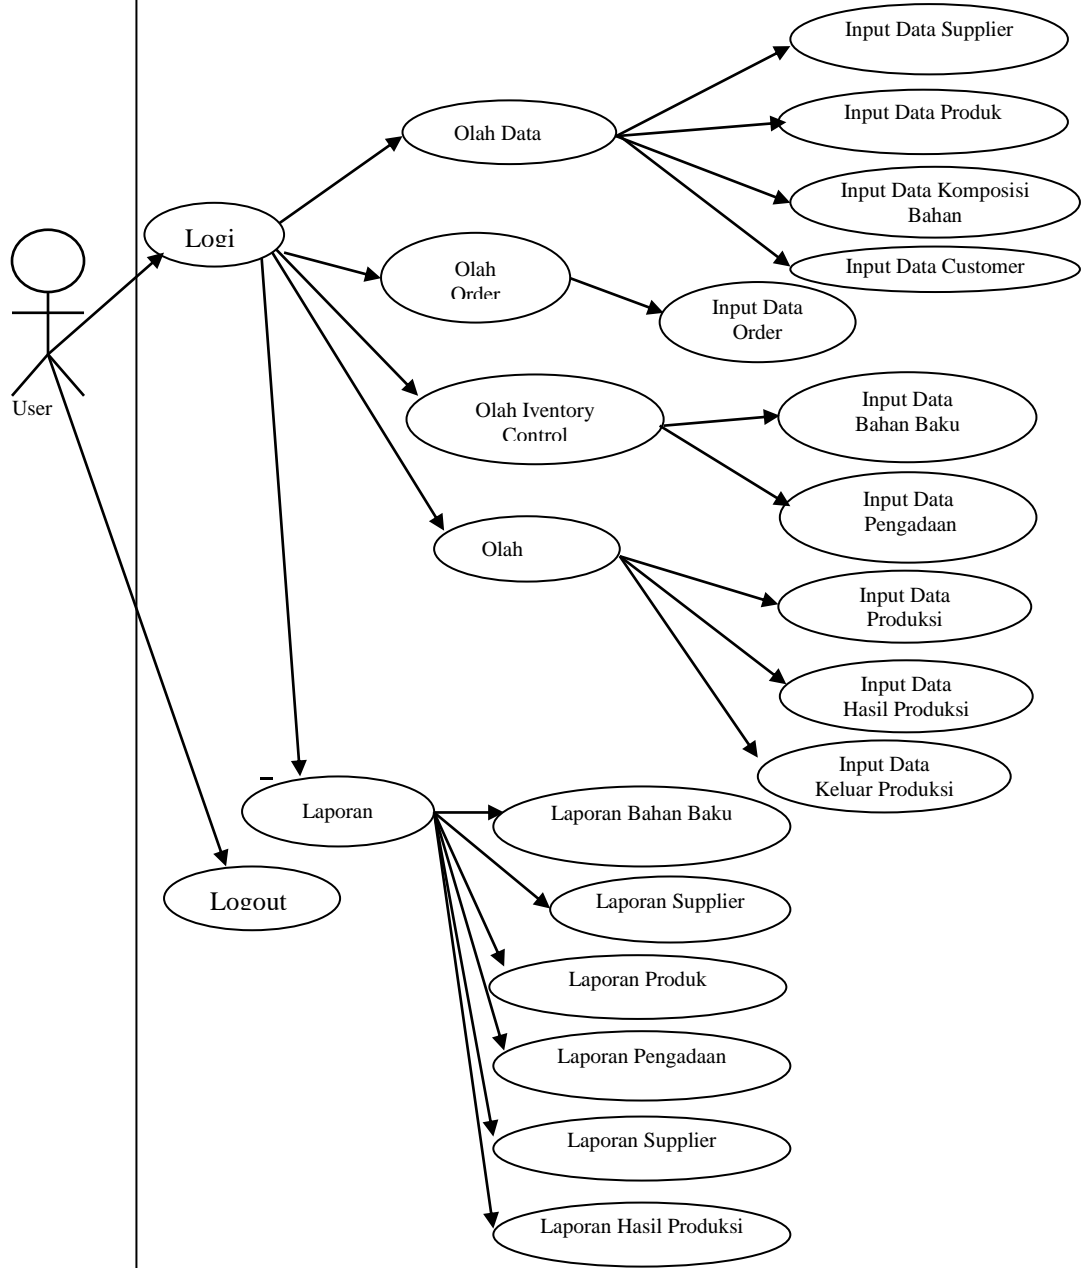 Input Data Supplier
Olah Data
Input Data Produk
Input Data Komposisi
Bahan
Logi
Olah
Order
Input Data Customer
Input Data
Order
User
Olah Iventory
Control
Input Data
Bahan Baku
Input Data
Pengadaan
Olah
Input Data
Produksi
Input Data
Hasil Produksi
Input Data
Keluar Produksi
Laporan
Laporan Bahan Baku
Logout
Laporan Supplier
Laporan Produk
Laporan Pengadaan
Laporan Supplier
Laporan Hasil Produksi